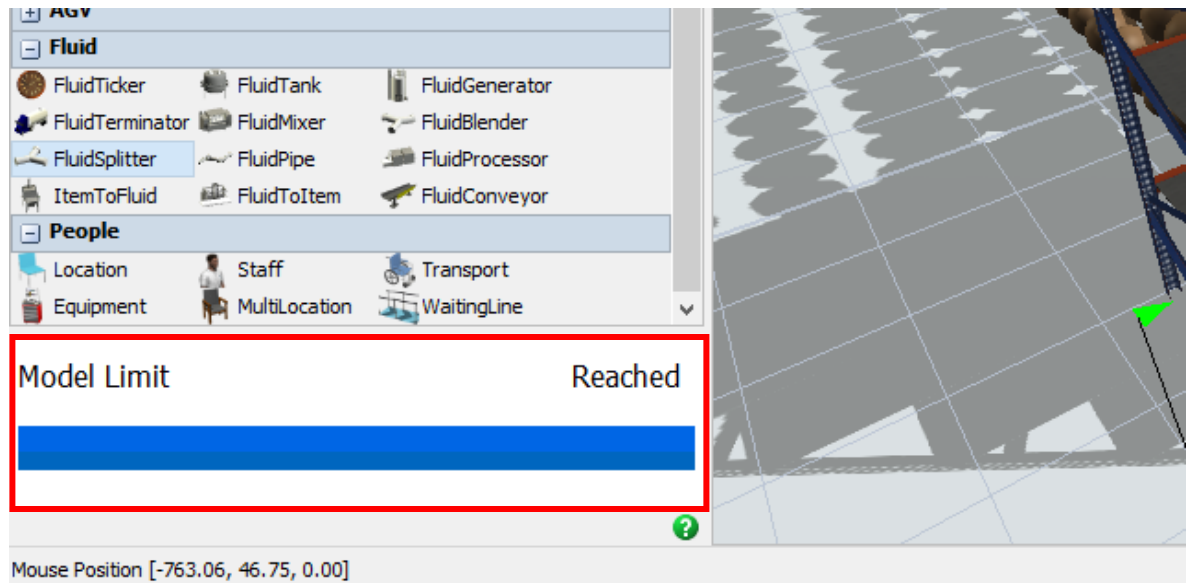 AGV
Fluid
FluidTicker FluidTank FluidGenerator
FluidTerminator FluidMixer FluidBlender
FluidSplitter FluidPipe FluidProcessor
ItemToFluid FluidToItem FluidConveyor
People
Location Staff Transport
Equipment MultiLocation WaitingLine
Model Limit Reached
Mouse Position [-763.06, 46.75, 0.00]